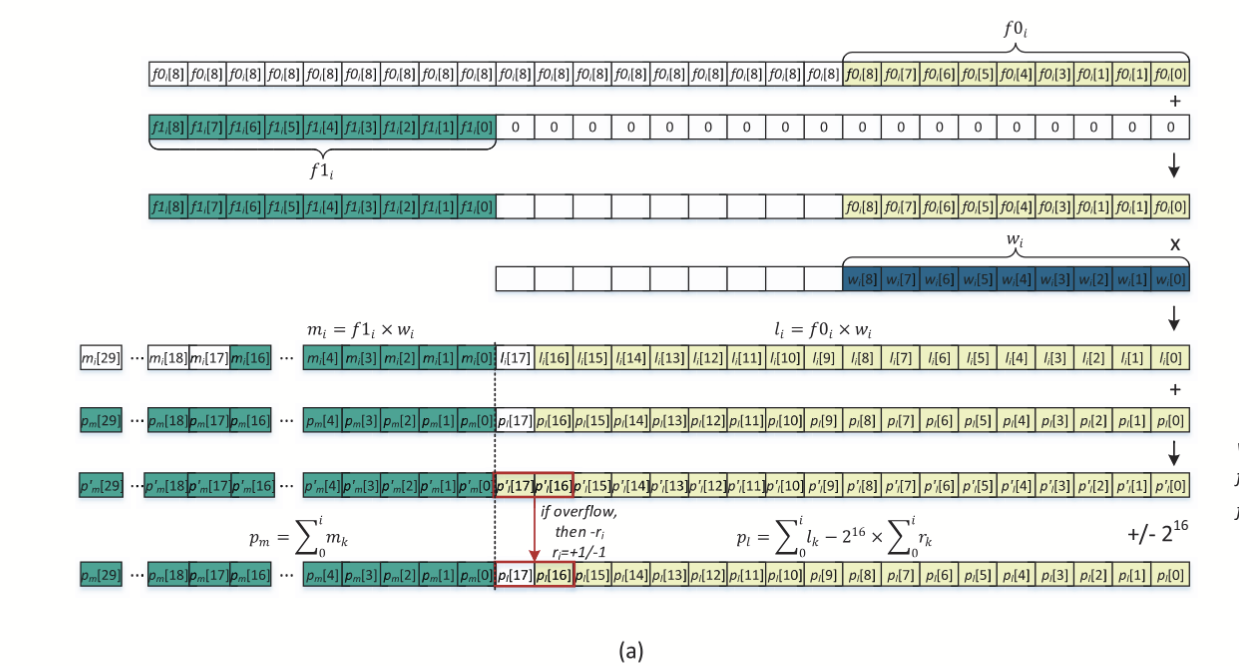 f0ᵢ
f0ᵢ[8] f0ᵢ[8] f0ᵢ[8] f0ᵢ[8] f0ᵢ[8] f0ᵢ[8] f0ᵢ[8] f0ᵢ[8] f0ᵢ[8] f0ᵢ[8] f0ᵢ[8] f0ᵢ[8] f0ᵢ[8] f0ᵢ[8] f0ᵢ[8] f0ᵢ[8] f0ᵢ[8] f0ᵢ[8] f0ᵢ[8] f0ᵢ[7] f0ᵢ[6] f0ᵢ[5] f0ᵢ[4] f0ᵢ[3] f0ᵢ[1] f0ᵢ[1] f0ᵢ[0]
+
f1ᵢ[8] f1ᵢ[7] f1ᵢ[6] f1ᵢ[5] f1ᵢ[4] f1ᵢ[3] f1ᵢ[2] f1ᵢ[1] f1ᵢ[0] 0 0 0 0 0 0 0 0 0 0 0 0 0 0 0 0 0 0
f1ᵢ
f1ᵢ[8] f1ᵢ[7] f1ᵢ[6] f1ᵢ[5] f1ᵢ[4] f1ᵢ[3] f1ᵢ[2] f1ᵢ[1] f1ᵢ[0] f0ᵢ[8] f0ᵢ[7] f0ᵢ[6] f0ᵢ[5] f0ᵢ[4] f0ᵢ[3] f0ᵢ[1] f0ᵢ[1] f0ᵢ[0]
wᵢ x
wᵢ[8] wᵢ[7] wᵢ[6] wᵢ[5] wᵢ[4] wᵢ[3] wᵢ[2] wᵢ[1] wᵢ[0]
mᵢ = f1ᵢ × wᵢ lᵢ = f0ᵢ × wᵢ
mᵢ[29] ··· mᵢ[18] mᵢ[17] mᵢ[16] ··· mᵢ[4] mᵢ[3] mᵢ[2] mᵢ[1] mᵢ[0] lᵢ[17] lᵢ[16] lᵢ[15] lᵢ[14] lᵢ[13] lᵢ[12] lᵢ[11] lᵢ[10] lᵢ[9] lᵢ[8] lᵢ[7] lᵢ[6] lᵢ[5] lᵢ[4] lᵢ[3] lᵢ[2] lᵢ[1] lᵢ[0]
+
pₘ[29] ··· pₘ[18] pₘ[17] pₘ[16] ··· pₘ[4] pₘ[3] pₘ[2] pₘ[1] pₘ[0] pₗ[17] pₗ[16] pₗ[15] pₗ[14] pₗ[13] pₗ[12] pₗ[11] pₗ[10] pₗ[9] pₗ[8] pₗ[7] pₗ[6] pₗ[5] pₗ[4] pₗ[3] pₗ[2] pₗ[1] pₗ[0]
p'ₘ[29] ··· p'ₘ[18] p'ₘ[17] p'ₘ[16] ··· p'ₘ[4] p'ₘ[3] p'ₘ[2] p'ₘ[1] p'ₘ[0] p'ₗ[17] p'ₗ[16] p'ₗ[15] p'ₗ[14] p'ₗ[13] p'ₗ[12] p'ₗ[11] p'ₗ[10] p'ₗ[9] p'ₗ[8] p'ₗ[7] p'ₗ[6] p'ₗ[5] p'ₗ[4] p'ₗ[3] p'ₗ[2] p'ₗ[1] p'ₗ[0]
if overflow,
then -rᵢ
rᵢ=+1/-1
pₘ = ∑₀ⁱ mₖ
pₗ = ∑₀ⁱ lₖ − 2¹⁶ × ∑₀ⁱ rₖ
+/- 2¹⁶
pₘ[29] ··· pₘ[18] pₘ[17] pₘ[16] ··· pₘ[4] pₘ[3] pₘ[2] pₘ[1] pₘ[0] pₗ[17] pₗ[16] pₗ[15] pₗ[14] pₗ[13] pₗ[12] pₗ[11] pₗ[10] pₗ[9] pₗ[8] pₗ[7] pₗ[6] pₗ[5] pₗ[4] pₗ[3] pₗ[2] pₗ[1] pₗ[0]
(a)